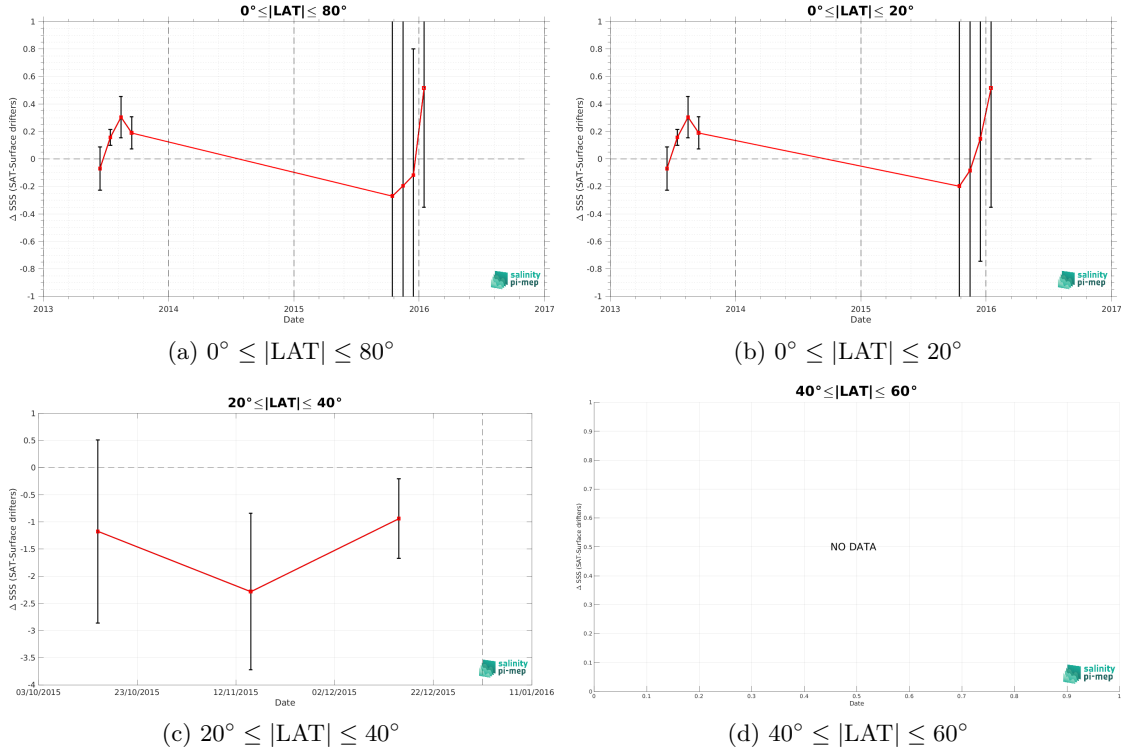 0°≤|LAT|≤ 80°
1
0.8
0.6
0.4
0.2
0
-0.2
-0.4
-0.6
-0.8
-1
Δ SSS (SAT-Surface drifters)
2013
2014
2015
2016
2017
Date
salinity
pi-mep
(a) 0° ≤ |LAT| ≤ 80°
0°≤|LAT|≤ 20°
1
0.8
0.6
0.4
0.2
0
-0.2
-0.4
-0.6
-0.8
-1
Δ SSS (SAT-Surface drifters)
2013
2014
2015
2016
2017
Date
salinity
pi-mep
(b) 0° ≤ |LAT| ≤ 20°
20°≤|LAT|≤ 40°
1
0.5
0
-0.5
-1
-1.5
-2
-2.5
-3
-3.5
-4
Δ SSS (SAT-Surface drifters)
03/10/2015
23/10/2015
12/11/2015
02/12/2015
22/12/2015
11/01/2016
Date
salinity
pi-mep
(c) 20° ≤ |LAT| ≤ 40°
40°≤|LAT|≤ 60°
1
0.9
0.8
0.7
0.6
0.5
0.4
0.3
0.2
0.1
0
Δ SSS (SAT-Surface drifters)
NO DATA
0
0.1
0.2
0.3
0.4
0.5
0.6
0.7
0.8
0.9
1
Date
salinity
pi-mep
(d) 40° ≤ |LAT| ≤ 60°